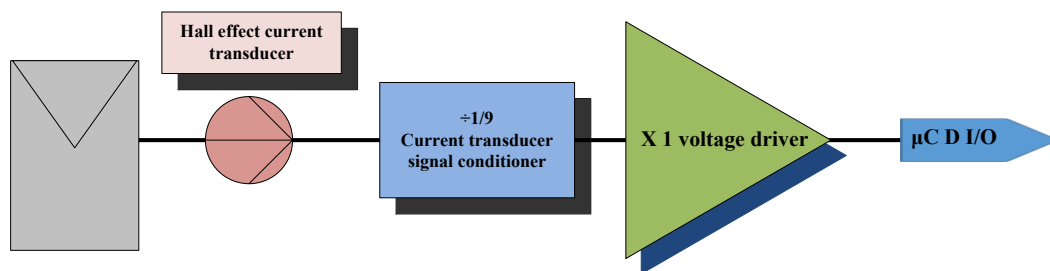 Hall effect current
transducer
÷1/9
Current transducer
signal conditioner
X 1 voltage driver
µC D I/O